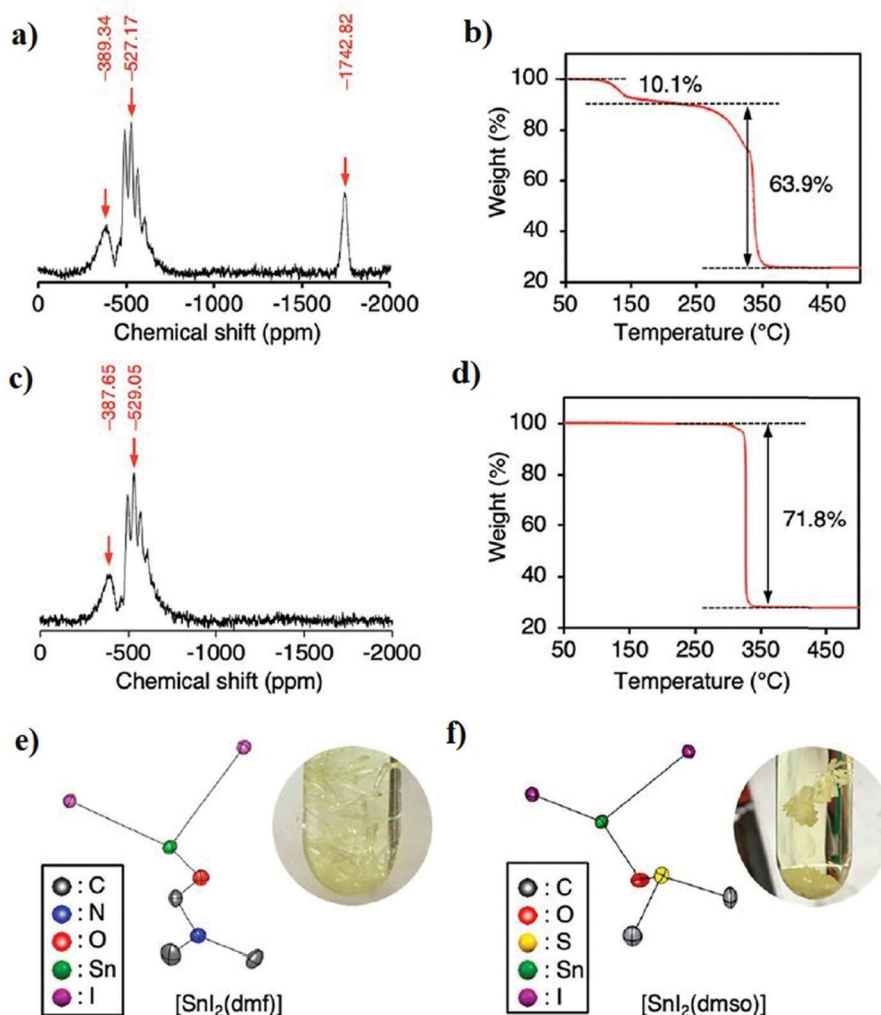 a)
-389.34
-527.17
-1742.82
0 -500 -1000 -1500 -2000
Chemical shift (ppm)
b)
Weight (%)
100
80
60
40
20
10.1%
63.9%
50 150 250 350 450
Temperature (°C)
c)
-387.65
-529.05
0 -500 -1000 -1500 -2000
Chemical shift (ppm)
d)
Weight (%)
100
80
60
40
20
71.8%
50 150 250 350 450
Temperature (°C)
e)
: C
: N
: O
: Sn
: I
[SnI₂(dmf)]
f)
: C
: O
: S
: Sn
: I
[SnI₂(dmso)]